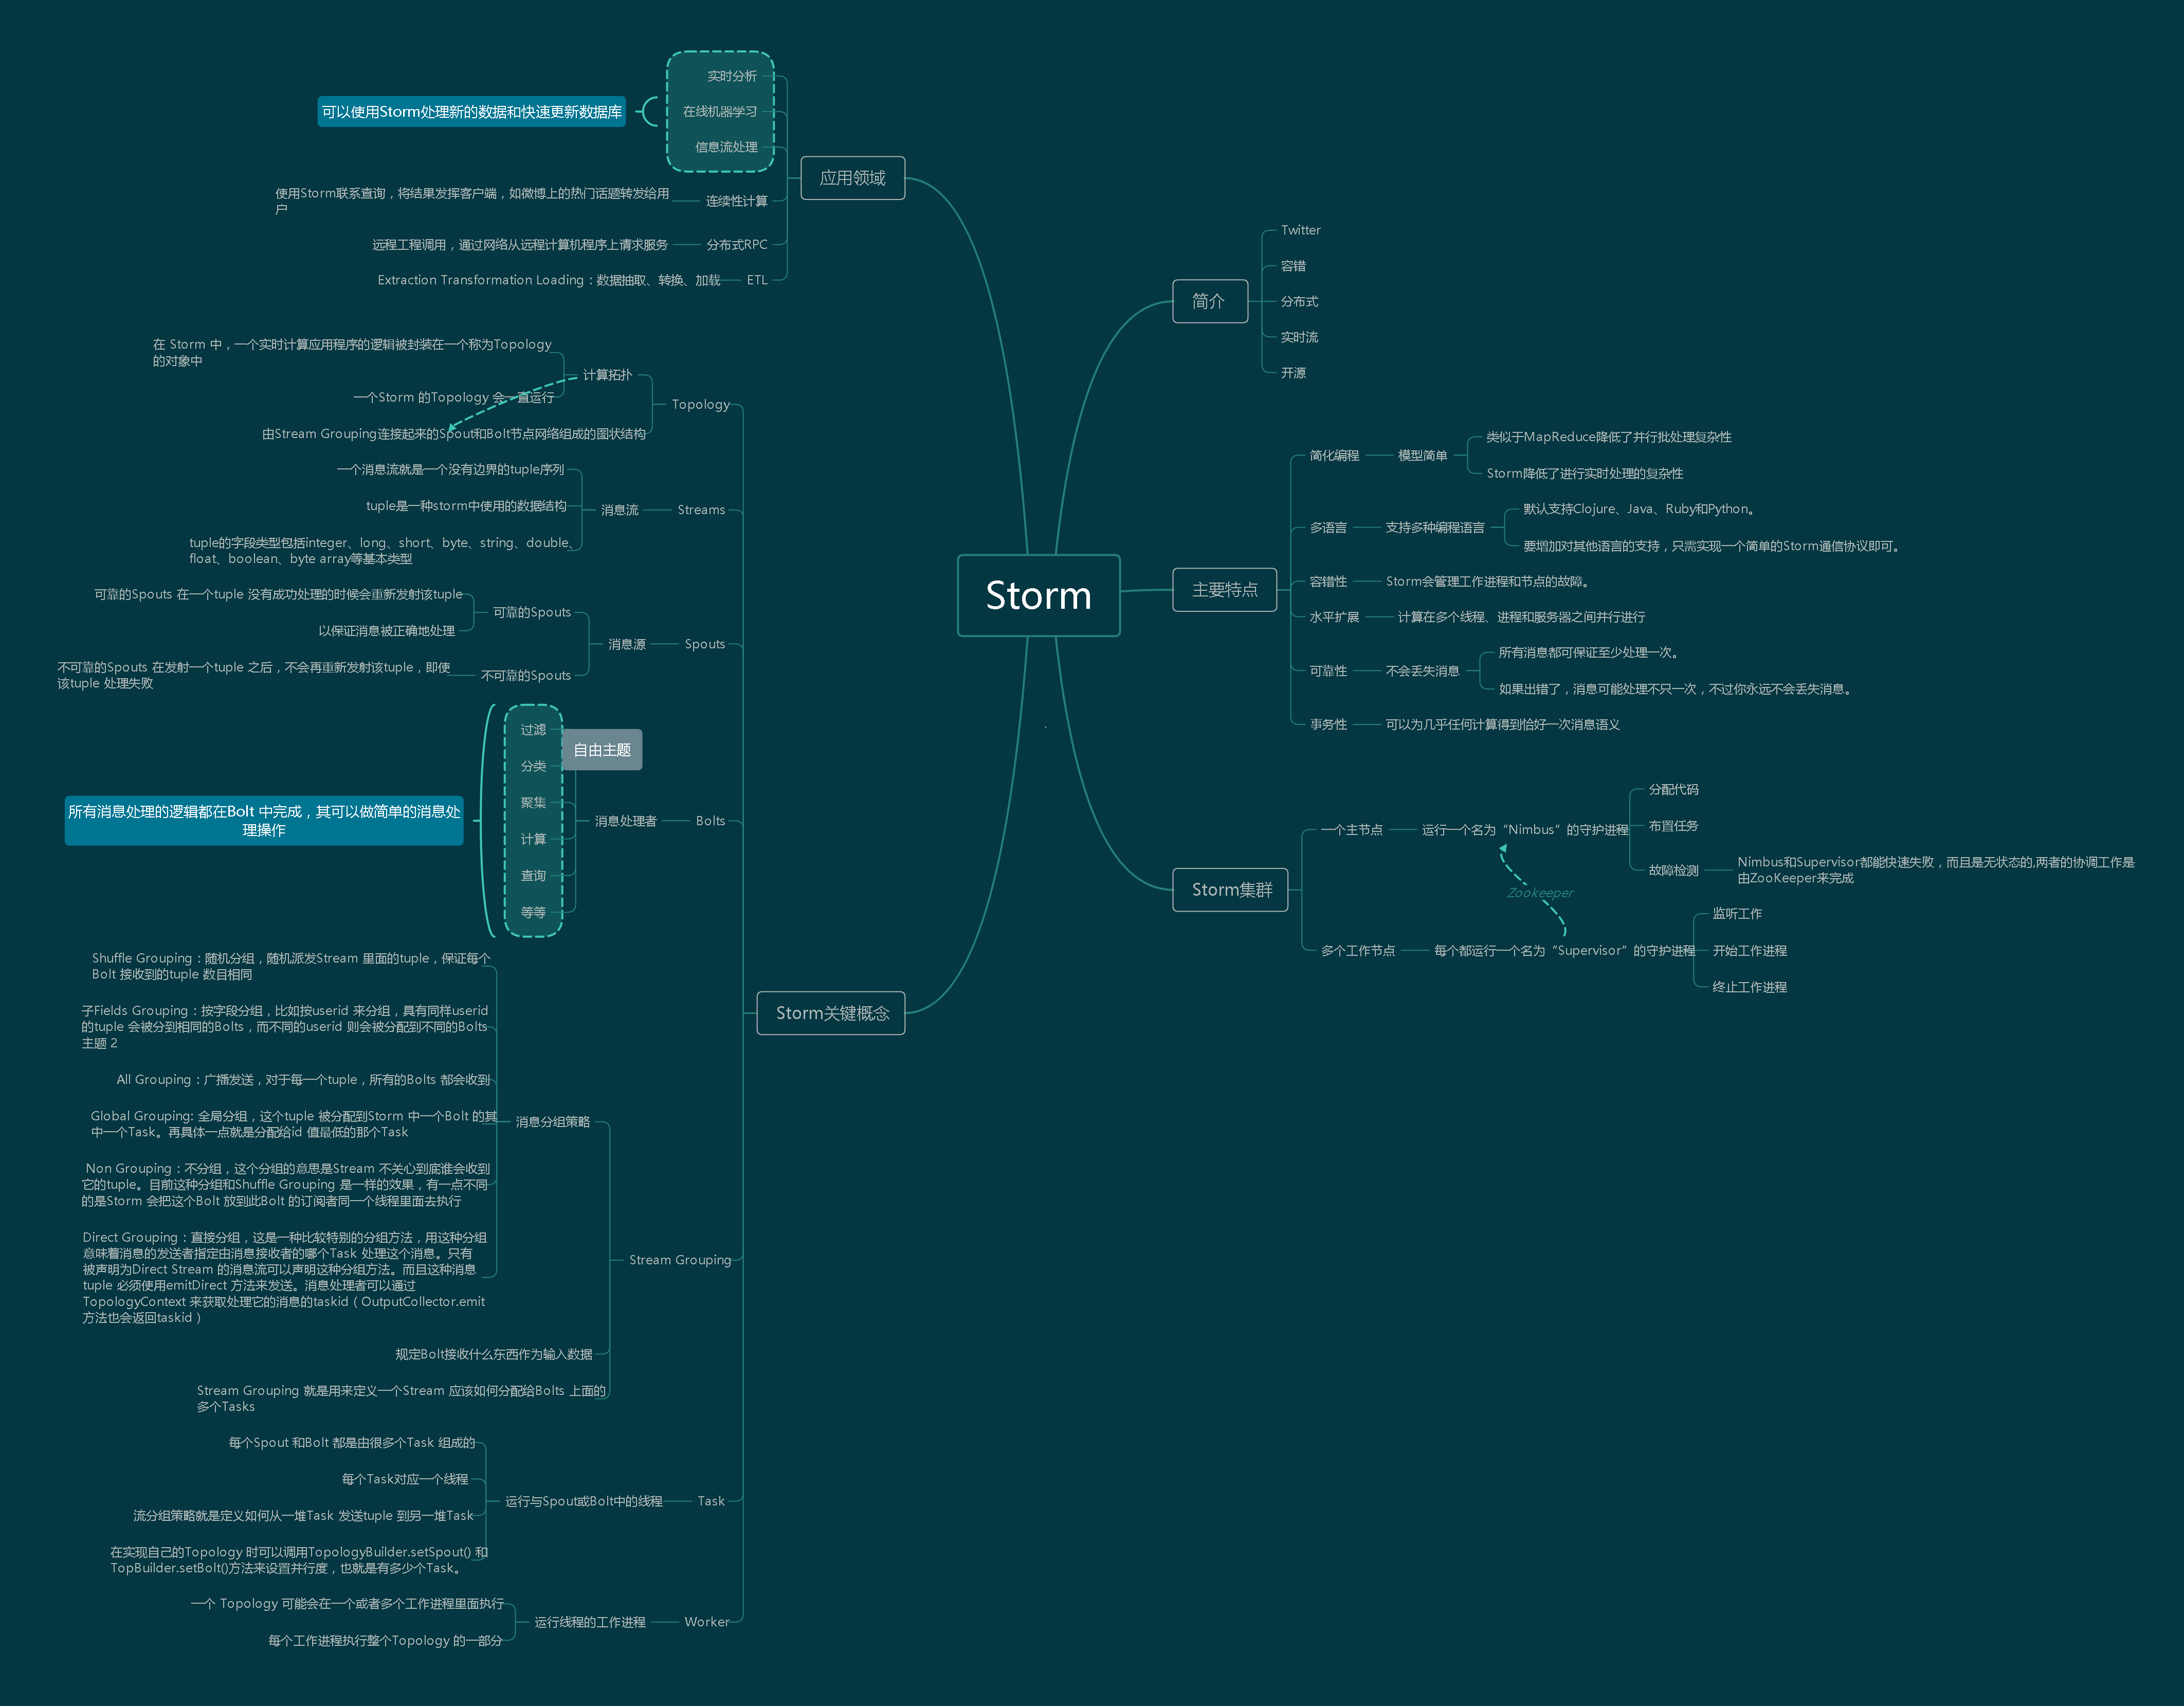 Storm
简介
Twitter
容错
分布式
实时流
开源
主要特点
简化编程
模型简单
类似于MapReduce降低了并行批处理复杂性
Storm降低了进行实时处理的复杂性
多语言
支持多种编程语言
默认支持Clojure、Java、Ruby和Python。
要增加对其他语言的支持，只需实现一个简单的Storm通信协议即可。
容错性
Storm会管理工作进程和节点的故障。
水平扩展
计算在多个线程、进程和服务器之间并行进行
可靠性
不会丢失消息
所有消息都可保证至少处理一次。
如果出错了，消息可能处理不只一次，不过你永远不会丢失消息。
事务性
可以为几乎任何计算得到恰好一次消息语义
Storm集群
一个主节点
运行一个名为“Nimbus”的守护进程
分配代码
布置任务
故障检测
Nimbus和Supervisor都能快速失败，而且是无状态的,两者的协调工作是
由ZooKeeper来完成
Zookeeper
多个工作节点
每个都运行一个名为“Supervisor”的守护进程
监听工作
开始工作进程
终止工作进程
应用领域
实时分析
在线机器学习
信息流处理
可以使用Storm处理新的数据和快速更新数据库
连续性计算
使用Storm联系查询，将结果发挥客户端，如微博上的热门话题转发给用
户
分布式RPC
远程工程调用，通过网络从远程计算机程序上请求服务
ETL
Extraction Transformation Loading：数据抽取、转换、加载
Storm关键概念
Topology
计算拓扑
在 Storm 中，一个实时计算应用程序的逻辑被封装在一个称为Topology
的对象中
一个Storm 的Topology 会一直运行
由Stream Grouping连接起来的Spout和Bolt节点网络组成的图状结构
Streams
消息流
一个消息流就是一个没有边界的tuple序列
tuple是一种storm中使用的数据结构
tuple的字段类型包括integer、long、short、byte、string、double、
float、boolean、byte array等基本类型
Spouts
消息源
可靠的Spouts
可靠的Spouts 在一个tuple 没有成功处理的时候会重新发射该tuple
以保证消息被正确地处理
不可靠的Spouts
不可靠的Spouts 在发射一个tuple 之后，不会再重新发射该tuple，即使
该tuple 处理失败
Bolts
消息处理者
自由主题
过滤
分类
聚集
计算
查询
等等
所有消息处理的逻辑都在Bolt 中完成，其可以做简单的消息处
理操作
Stream Grouping
消息分组策略
Shuffle Grouping：随机分组，随机派发Stream 里面的tuple，保证每个
Bolt 接收到的tuple 数目相同
子Fields Grouping：按字段分组，比如按userid 来分组，具有同样userid
的tuple 会被分到相同的Bolts，而不同的userid 则会被分配到不同的Bolts
主题 2
All Grouping：广播发送，对于每一个tuple，所有的Bolts 都会收到
Global Grouping: 全局分组，这个tuple 被分配到Storm 中一个Bolt 的其
中一个Task。再具体一点就是分配给id 值最低的那个Task
Non Grouping：不分组，这个分组的意思是Stream 不关心到底谁会收到
它的tuple。目前这种分组和Shuffle Grouping 是一样的效果，有一点不同
的是Storm 会把这个Bolt 放到此Bolt 的订阅者同一个线程里面去执行
Direct Grouping：直接分组，这是一种比较特别的分组方法，用这种分组
意味着消息的发送者指定由消息接收者的哪个Task 处理这个消息。只有
被声明为Direct Stream 的消息流可以声明这种分组方法。而且这种消息
tuple 必须使用emitDirect 方法来发送。消息处理者可以通过
TopologyContext 来获取处理它的消息的taskid（OutputCollector.emit
方法也会返回taskid）
规定Bolt接收什么东西作为输入数据
Stream Grouping 就是用来定义一个Stream 应该如何分配给Bolts 上面的
多个Tasks
Task
运行与Spout或Bolt中的线程
每个Spout 和Bolt 都是由很多个Task 组成的
每个Task对应一个线程
流分组策略就是定义如何从一堆Task 发送tuple 到另一堆Task
在实现自己的Topology 时可以调用TopologyBuilder.setSpout() 和
TopBuilder.setBolt()方法来设置并行度，也就是有多少个Task。
Worker
运行线程的工作进程
一个 Topology 可能会在一个或者多个工作进程里面执行
每个工作进程执行整个Topology 的一部分